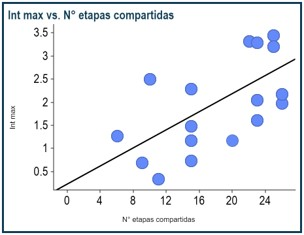 Int max vs. N° etapas compartidas
3.5
3
2.5
2
1.5
1
0.5
Int max
0 4 8 12 16 20 24
N° etapas compartidas